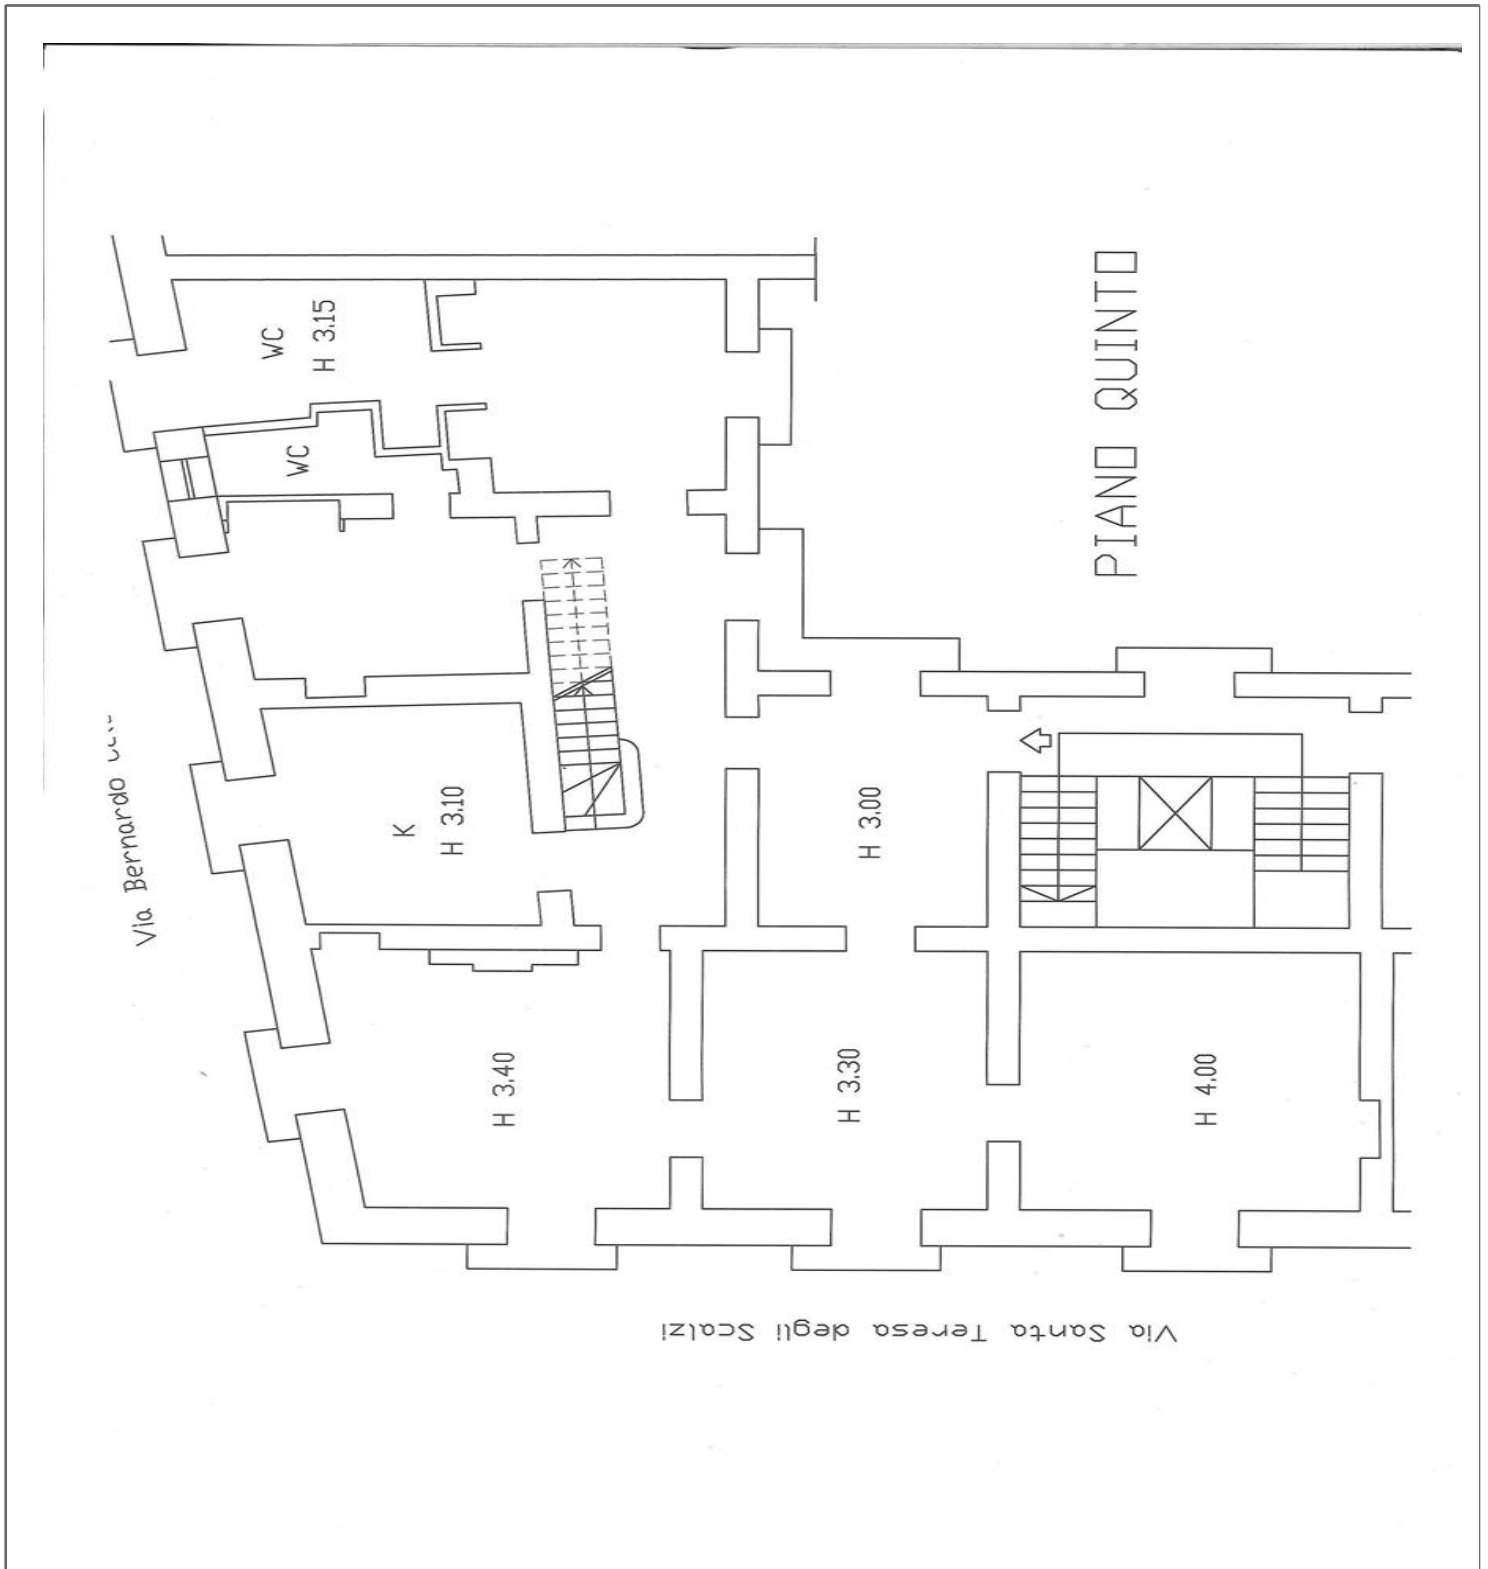 PIANO QUINTO
WC
H 3.15
WC
K
H 3.10
H 3.00
H 3.40
H 3.30
H 4.00
Via Bernardo
Via Santa Teresa degli Scalzi